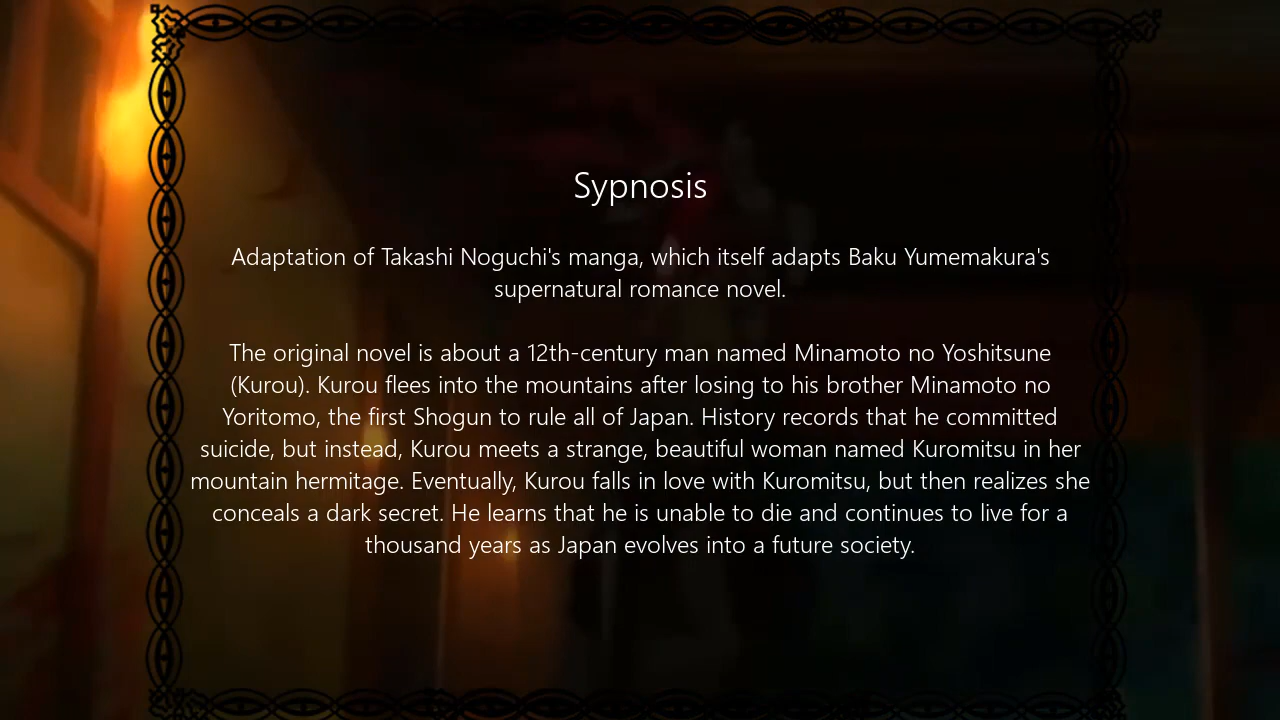 Sypnosis
Adaptation of Takashi Noguchi's manga, which itself adapts Baku Yumemakura's
supernatural romance novel.
The original novel is about a 12th-century man named Minamoto no Yoshitsune
(Kurou). Kurou flees into the mountains after losing to his brother Minamoto no
Yoritomo, the first Shogun to rule all of Japan. History records that he committed
suicide, but instead, Kurou meets a strange, beautiful woman named Kuromitsu in her
mountain hermitage. Eventually, Kurou falls in love with Kuromitsu, but then realizes she
conceals a dark secret. He learns that he is unable to die and continues to live for a
thousand years as Japan evolves into a future society.